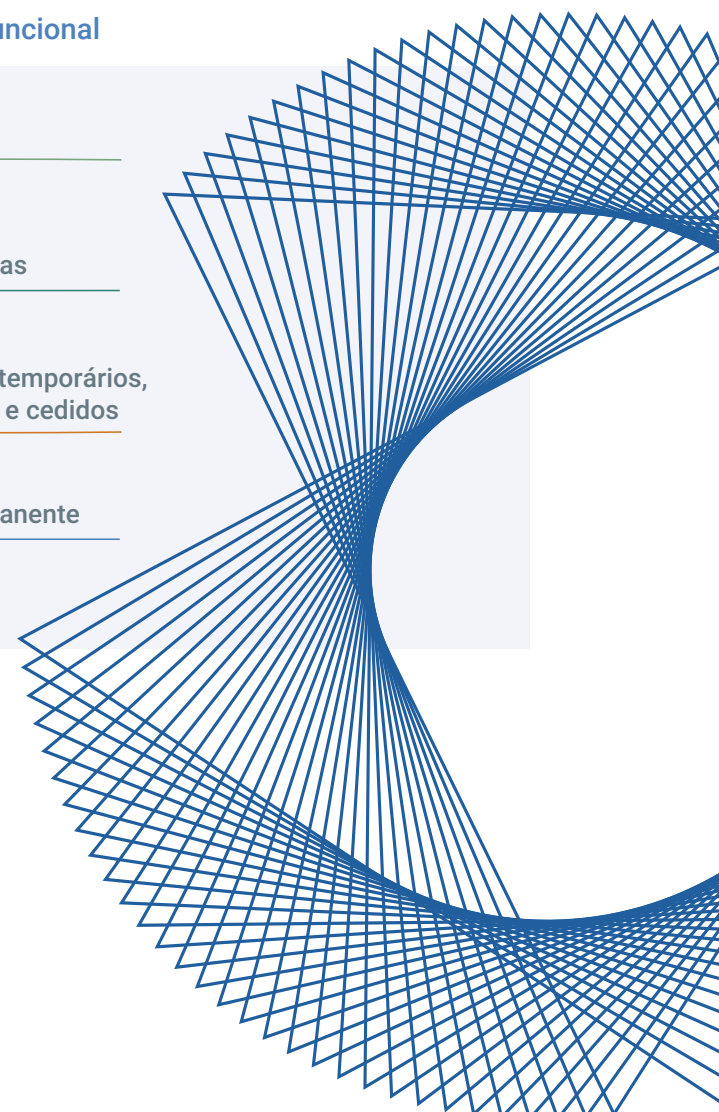 uncional
as
temporários,
e cedidos
anente